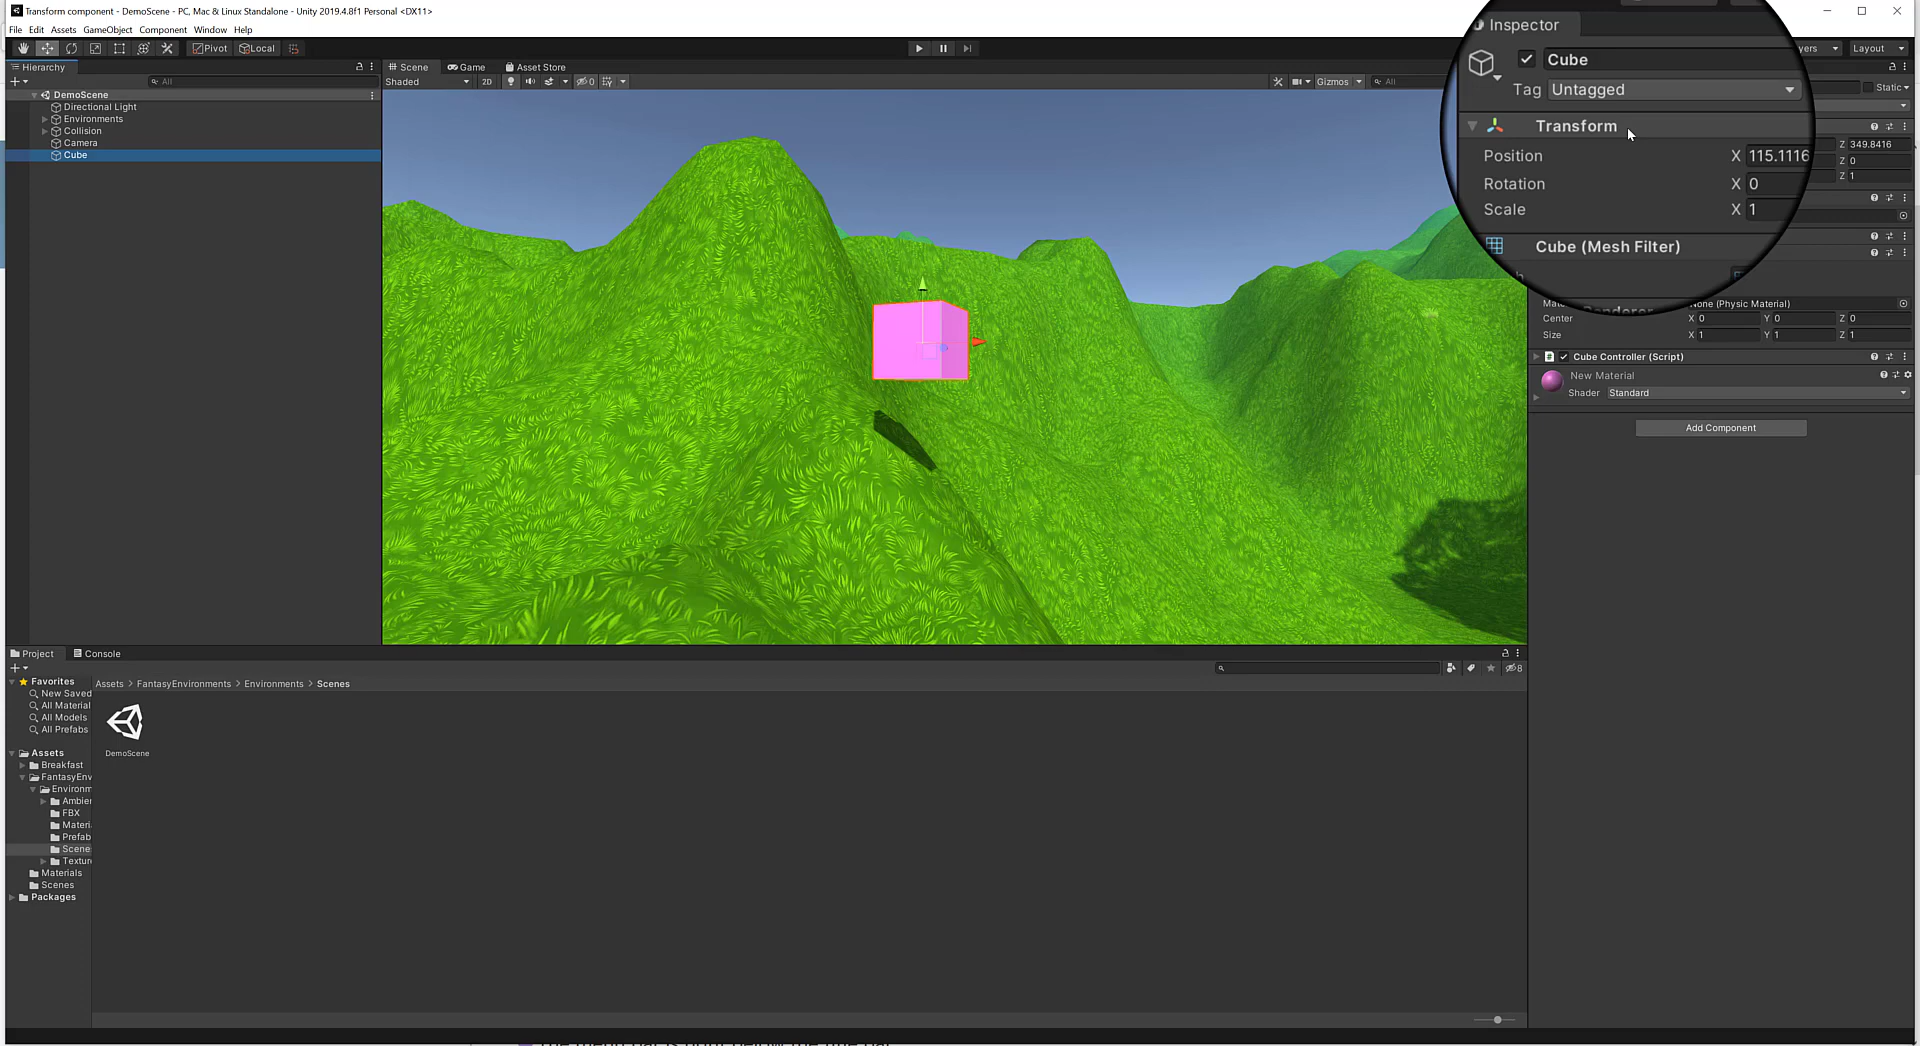 Transform component - DemoScene - PC, Mac & Linux Standalone - Unity 2019.4.8f1 Personal <DX11>
File Edit Assets GameObject Component Window Help
Pivot Local
Layout
Hierarchy
All
DemoScene
Directional Light
Environments
Collision
Camera
Cube
Scene Game Asset Store
Shaded 2D 0 Gizmos All
Inspector
Cube
Static
Tag Untagged
Transform
Position X 115.1116 Z 349.8416
Rotation X 0 Z 0
Scale X 1 Z 1
Cube (Mesh Filter)
None (Physic Material)
Center X 0 Y 0 Z 0
Size X 1 Y 1 Z 1
Cube Controller (Script)
New Material
Shader Standard
Add Component
Project Console
8
Favorites
New Saved
All Material
All Models
All Prefabs
Assets
Breakfast
FantasyEnv
Environm
Ambien
FBX
Materi
Prefab
Scene
Textur
Materials
Scenes
Packages
Assets > FantasyEnvironments > Environments > Scenes
DemoScene